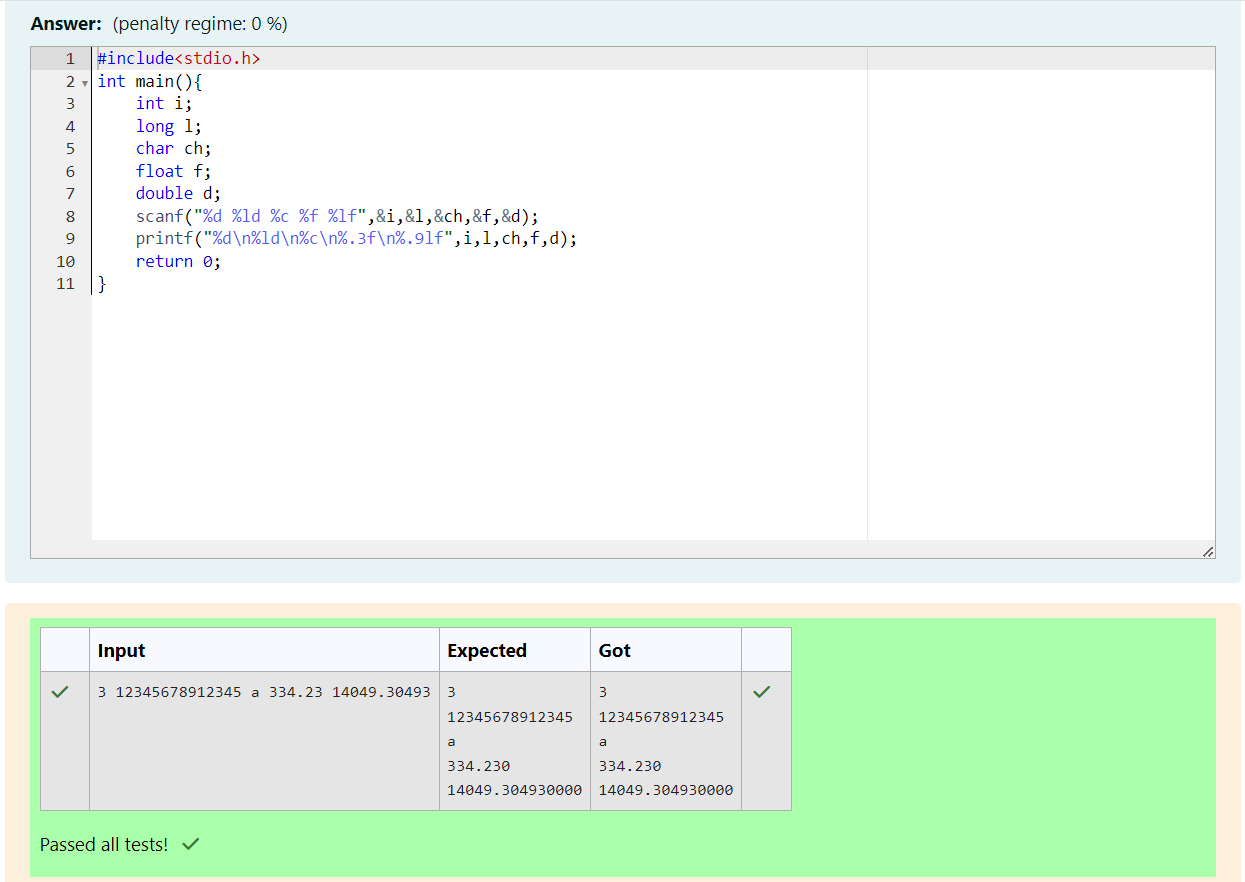 Answer: (penalty regime: 0 %)
1 #include<stdio.h>
2 int main(){
3     int i;
4     long l;
5     char ch;
6     float f;
7     double d;
8     scanf("%d %ld %c %f %lf",&i,&l,&ch,&f,&d);
9     printf("%d\n%ld\n%c\n%.3f\n%.9lf",i,l,ch,f,d);
10     return 0;
11 }
Input Expected Got
3 12345678912345 a 334.23 14049.30493 3 3
12345678912345 12345678912345
a a
334.230 334.230
14049.304930000 14049.304930000
Passed all tests!